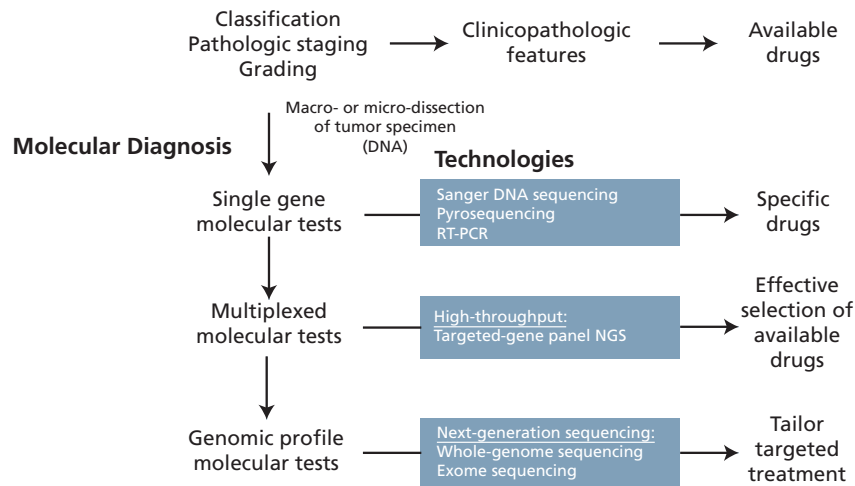 Classification
Pathologic staging
Grading
Clinicopathologic
features
Available
drugs
Macro- or micro-dissection
of tumor specimen
(DNA)
Molecular Diagnosis
Technologies
Single gene
molecular tests
Sanger DNA sequencing
Pyrosequencing
RT-PCR
Specific
drugs
Multiplexed
molecular tests
High-throughput:
Targeted-gene panel NGS
Effective
selection of
available
drugs
Genomic profile
molecular tests
Next-generation sequencing:
Whole-genome sequencing
Exome sequencing
Tailor
targeted
treatment